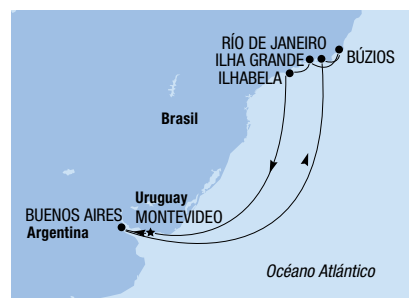 RÍO DE JANEIRO
ILHA GRANDE
BÚZIOS
ILHABELA
Brasil
Uruguay
BUENOS AIRES
MONTEVIDEO
Argentina
Océano Atlántico